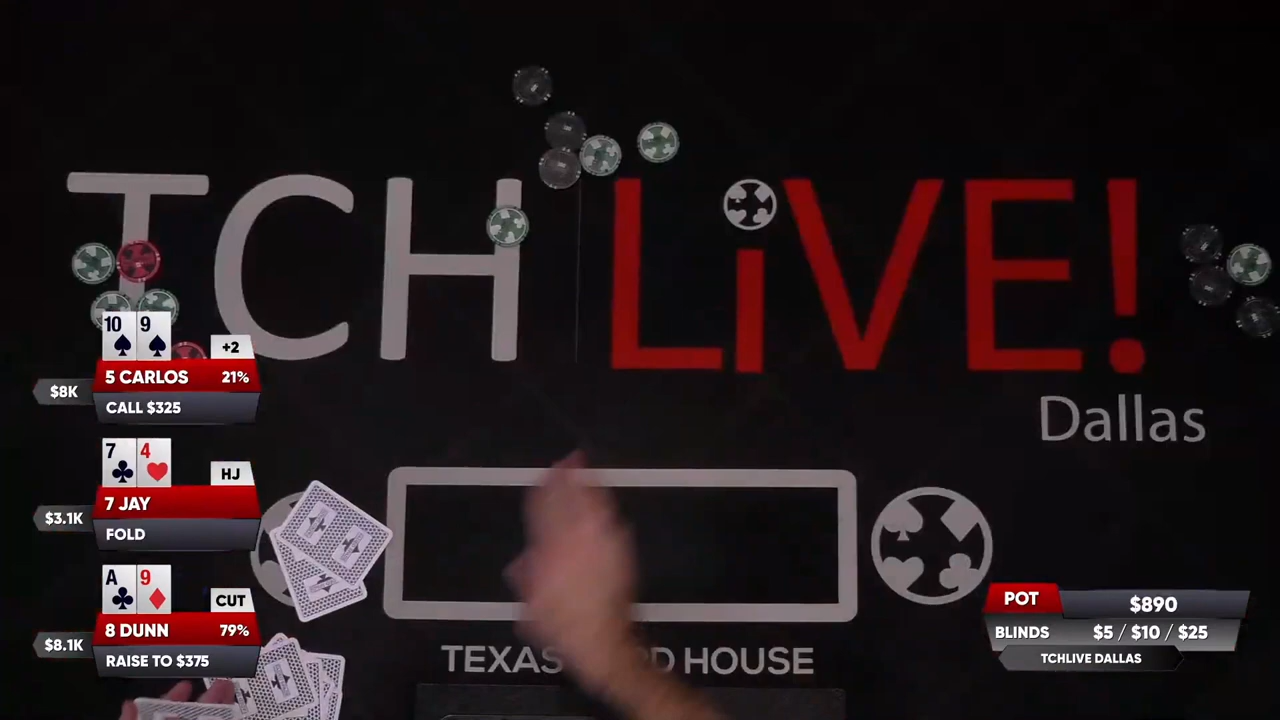 TCH LiVE!
Dallas
10 9
+2
5 CARLOS 21%
$8K
CALL $325
7 4
HJ
7 JAY
$3.1K
FOLD
A 9
CUT
8 DUNN 79%
$8.1K
RAISE TO $375
TEXAS HOUSE
POT $890
BLINDS $5 / $10 / $25
TCHLIVE DALLAS